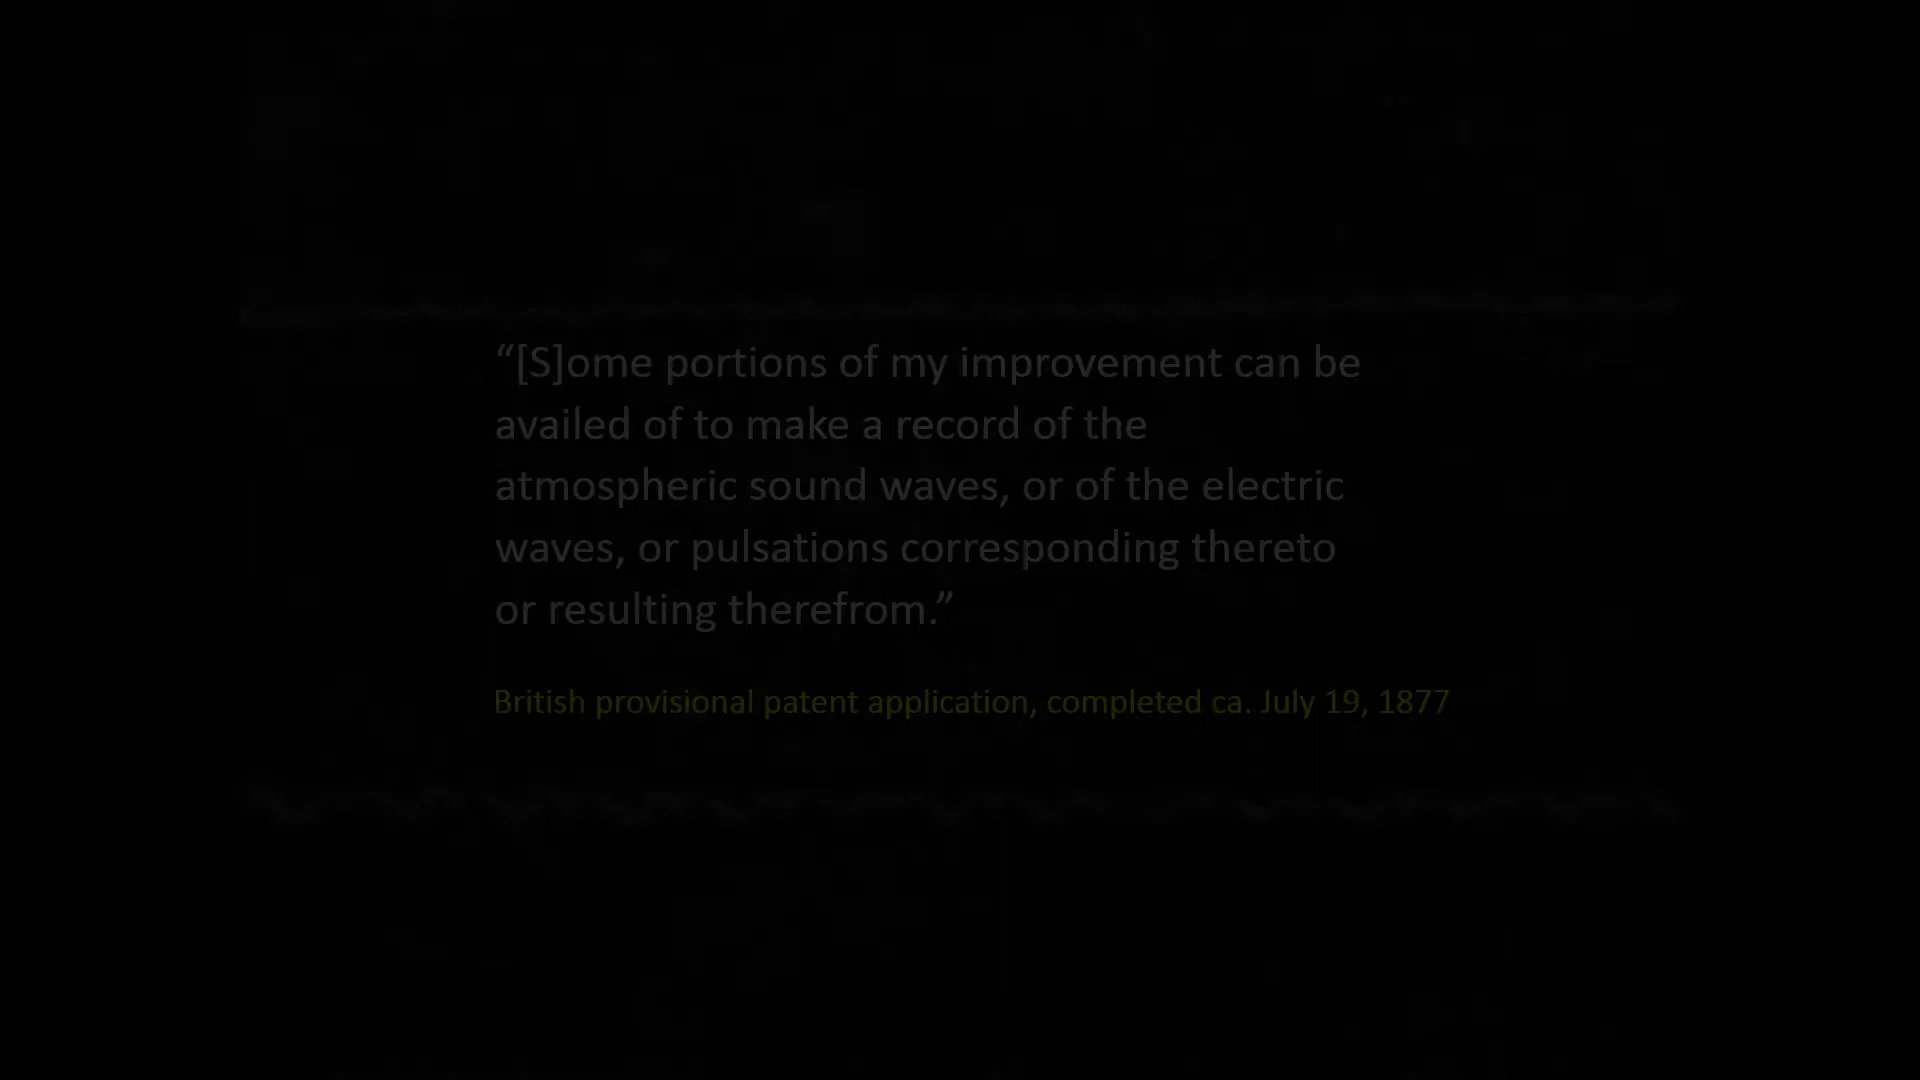 “[S]ome portions of my improvement can be
availed of to make a record of the
atmospheric sound waves, or of the electric
waves, or pulsations corresponding thereto
or resulting therefrom.”
British provisional patent application, completed ca. July 19, 1877